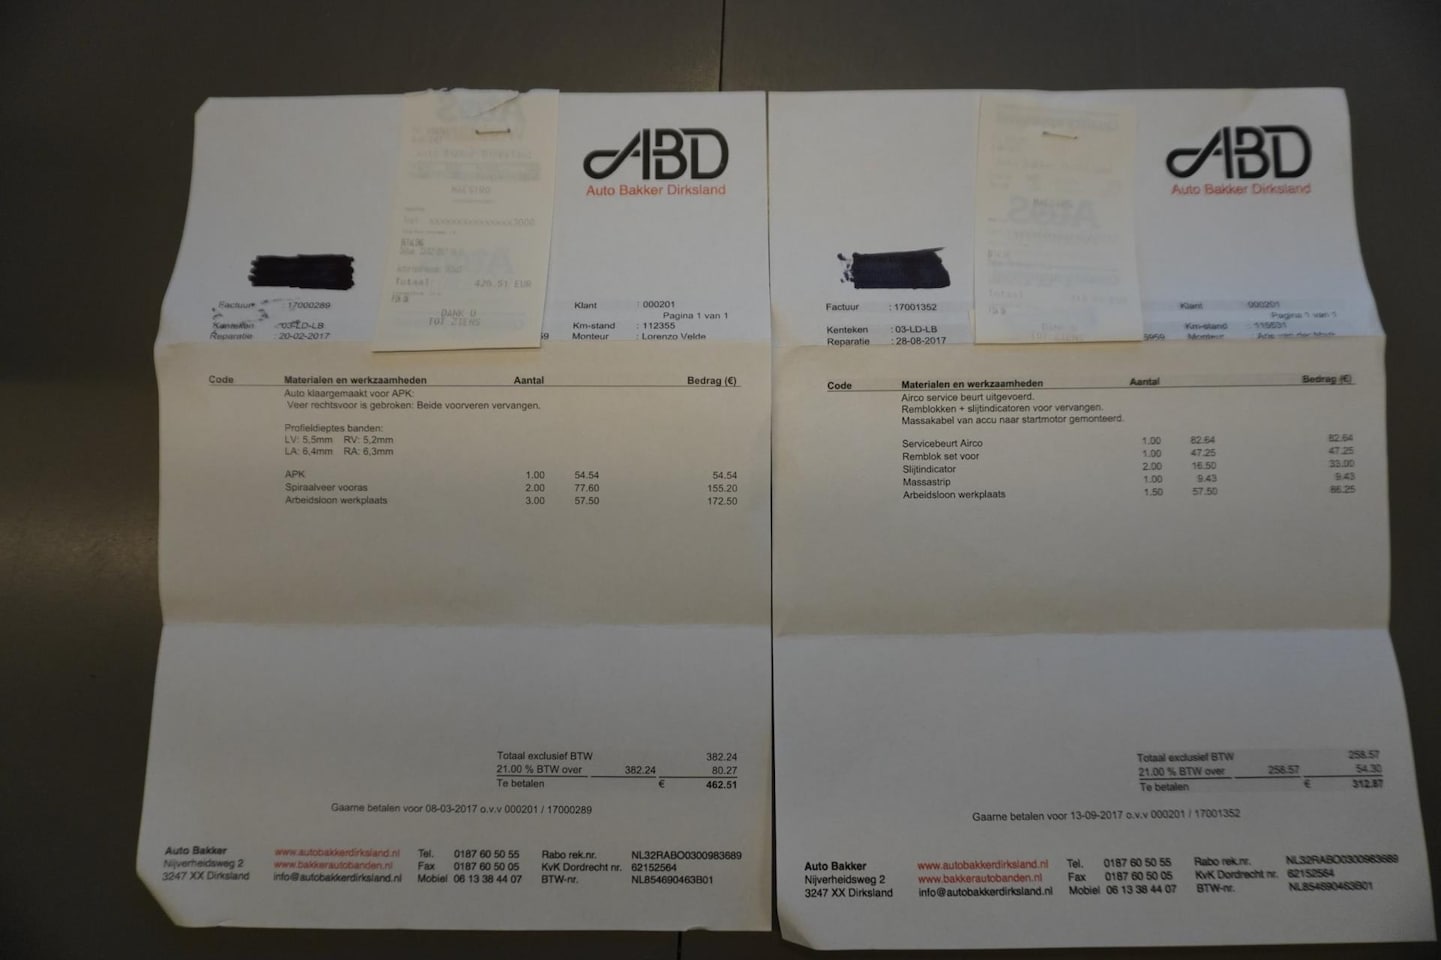 ABD
Auto Bakker Dirksland
Totaal: 426.51 EUR
DANK U
TOT ZIENS
Factuur : 17000289
Kenteken : 03-LD-LB
Reparatie : 20-02-2017
Klant : 000201
Pagina 1 van 1
Km-stand : 112355
Monteur : Lorenzo Velde
Code Materialen en werkzaamheden Aantal Bedrag (€)
Auto klaargemaakt voor APK:
Veer rechtsvoor is gebroken: Beide voorveren vervangen.
Profieldieptes banden:
LV: 5,5mm RV: 5,2mm
LA: 6,4mm RA: 6,3mm
APK 1.00 54.54 54.54
Spiraalveer vooras 2.00 77.60 155.20
Arbeidsloon werkplaats 3.00 57.50 172.50
Totaal exclusief BTW 382.24
21.00 % BTW over 382.24 80.27
Te betalen € 462.51
Gaarne betalen voor 08-03-2017 o.v.v 000201 / 17000289
Auto Bakker www.autobakkerdirksland.nl Tel. 0187 60 50 55 Rabo rek.nr. NL32RABO0300983689
Nijverheidsweg 2 www.bakkerautobanden.nl Fax 0187 60 50 05 KvK Dordrecht nr. 62152564
3247 XX Dirksland info@autobakkerdirksland.nl Mobiel 06 13 38 44 07 BTW-nr. NL854690463B01
ABD
Auto Bakker Dirksland
Factuur : 17001352
Kenteken : 03-LD-LB
Reparatie : 28-08-2017
Klant : 000201
Pagina 1 van 1
Km-stand
Monteur
Code Materialen en werkzaamheden Aantal Bedrag (€)
Airco service beurt uitgevoerd.
Remblokken + slijtindicatoren voor vervangen.
Massakabel van accu naar startmotor gemonteerd.
Servicebeurt Airco 1.00 82.64 82.64
Remblok set voor 1.00 47.25 47.25
Slijtindicator 2.00 16.50 33.00
Massastrip 1.00 9.43 9.43
Arbeidsloon werkplaats 1.50 57.50 86.25
Totaal exclusief BTW 258.57
21.00 % BTW over 258.57 54.30
Te betalen € 312.87
Gaarne betalen voor 13-09-2017 o.v.v 000201 / 17001352
Auto Bakker www.autobakkerdirksland.nl Tel. 0187 60 50 55 Rabo rek.nr. NL32RABO0300983689
Nijverheidsweg 2 www.bakkerautobanden.nl Fax 0187 60 50 05 KvK Dordrecht nr. 62152564
3247 XX Dirksland info@autobakkerdirksland.nl Mobiel 06 13 38 44 07 BTW-nr. NL854690463B01